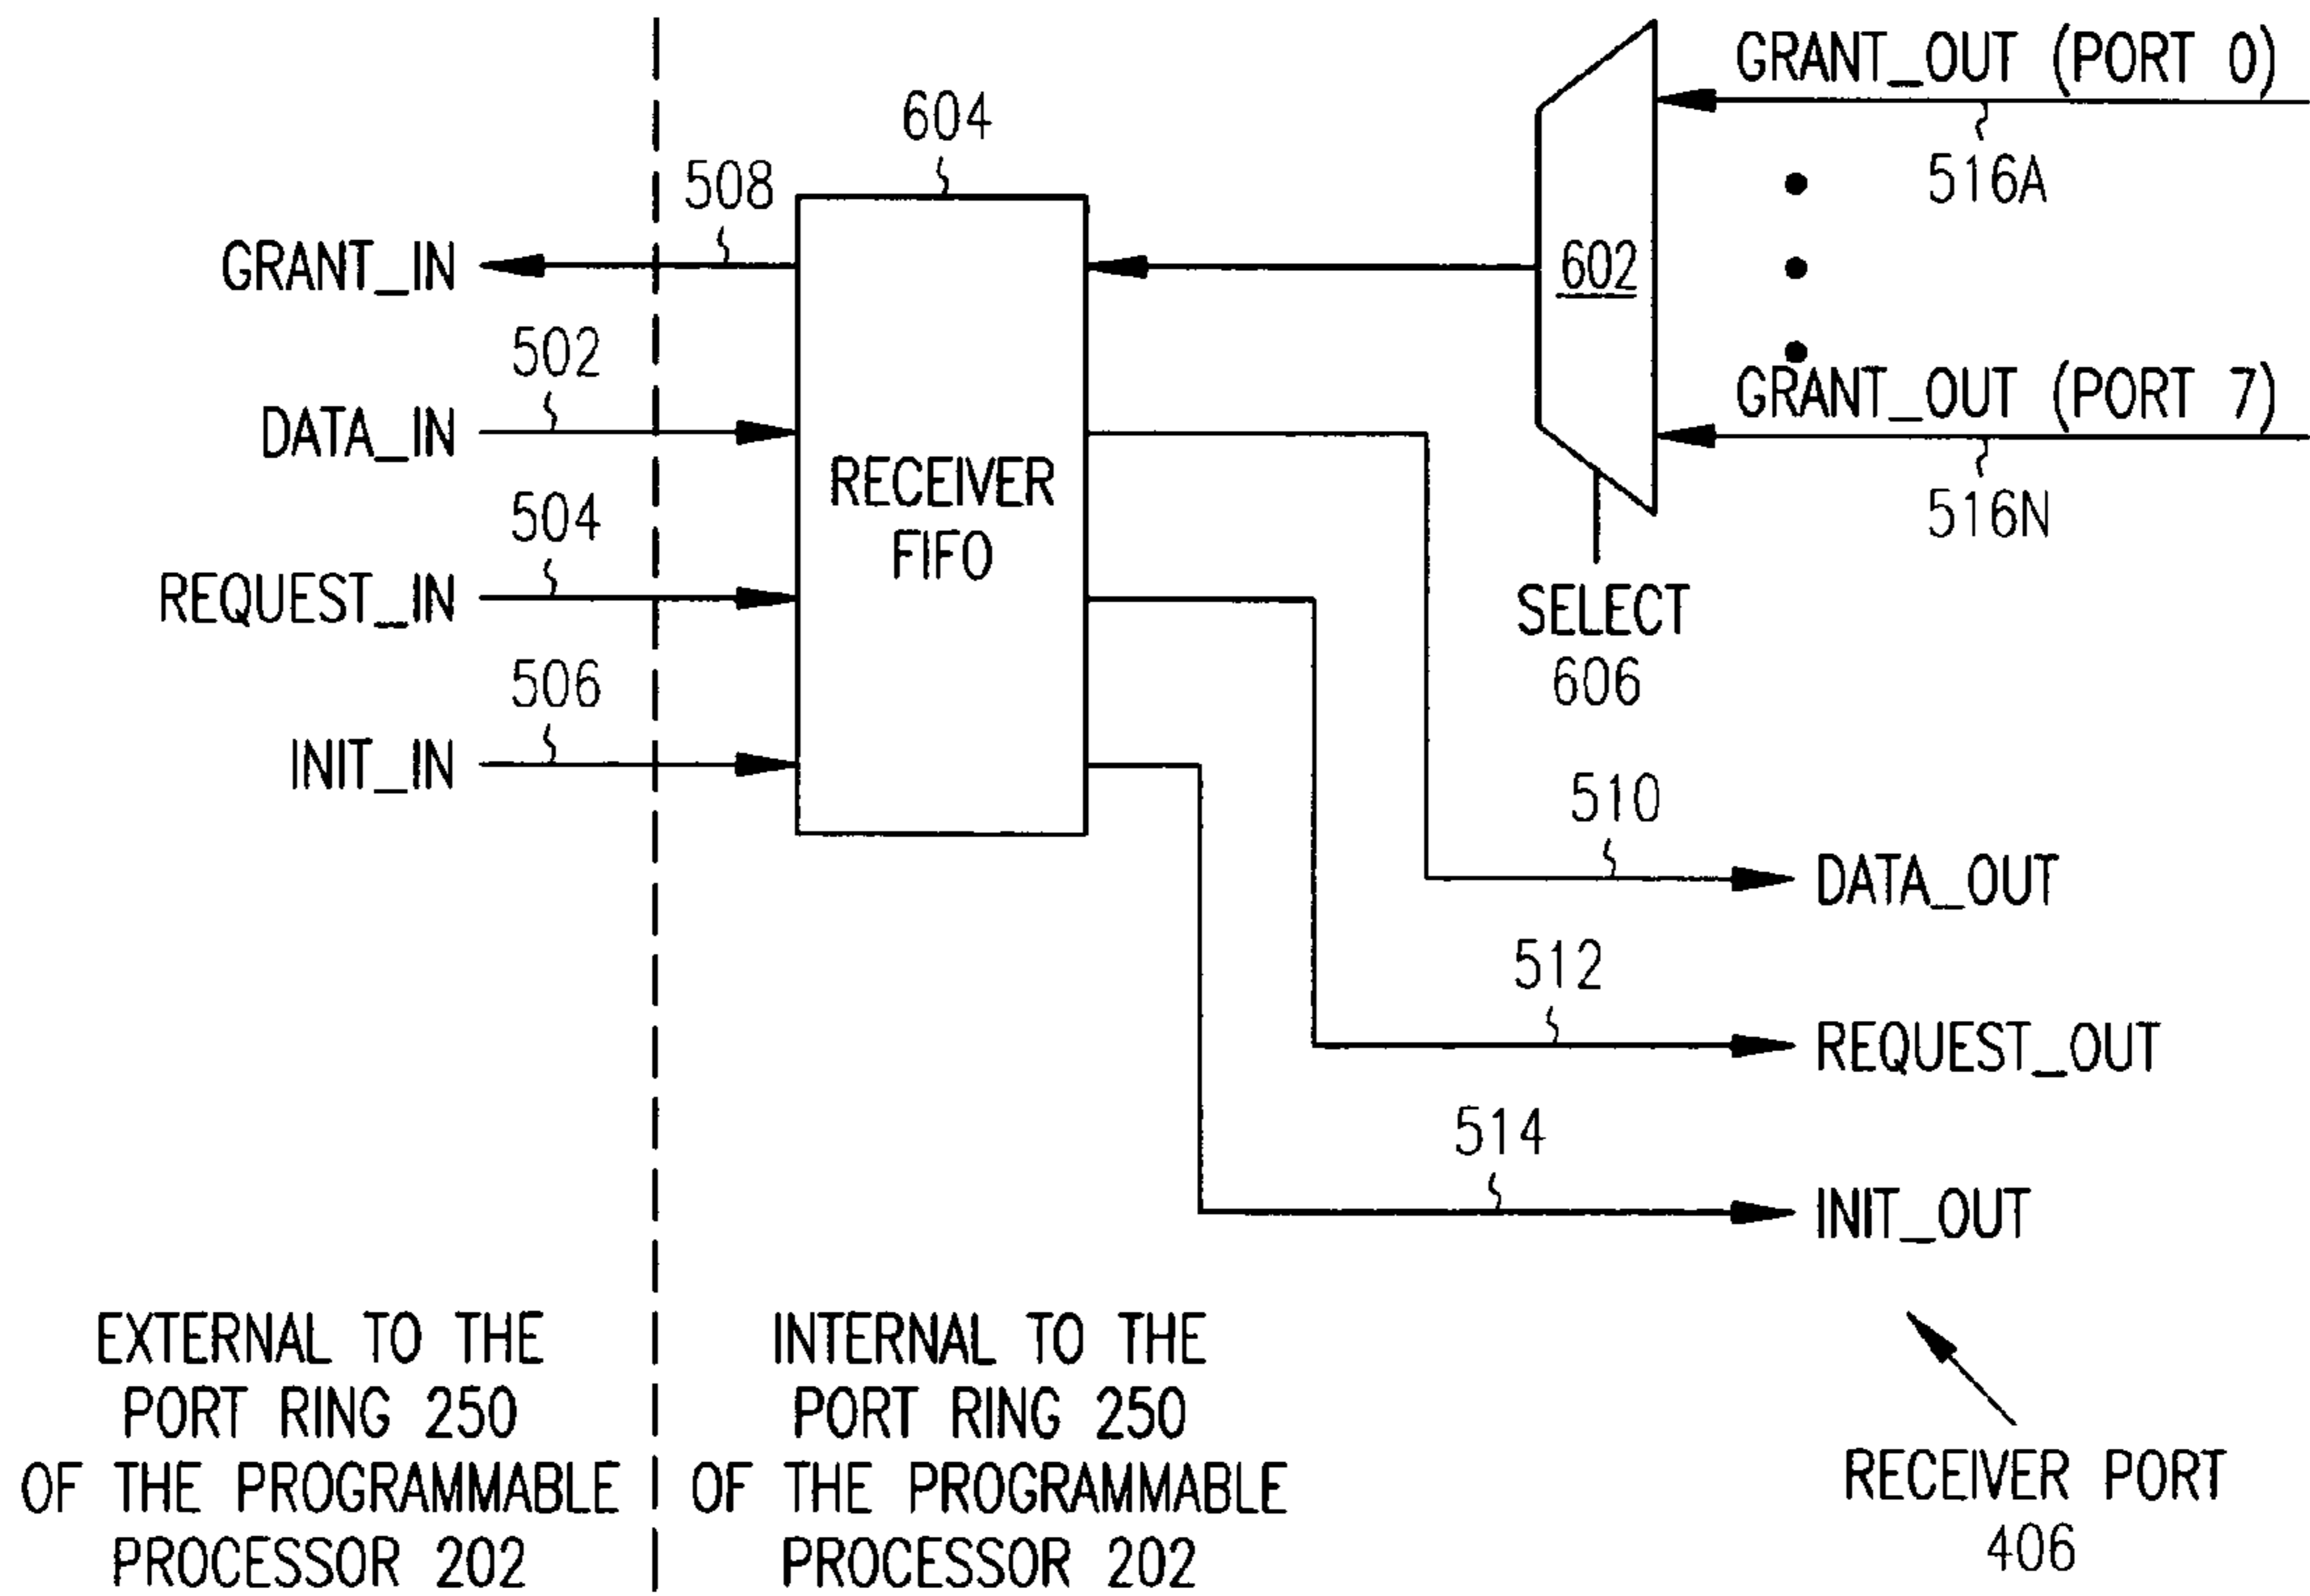 GRANT_OUT (PORT 0)
516A
604
508
GRANT_IN
602
502
DATA_IN
GRANT_OUT (PORT 7)
516N
RECEIVER
FIFO
504
REQUEST_IN
SELECT
606
506
INIT_IN
510
DATA_OUT
512
REQUEST_OUT
514
INIT_OUT
EXTERNAL TO THE
PORT RING 250
OF THE PROGRAMMABLE
PROCESSOR 202
INTERNAL TO THE
PORT RING 250
OF THE PROGRAMMABLE
PROCESSOR 202
RECEIVER PORT
406